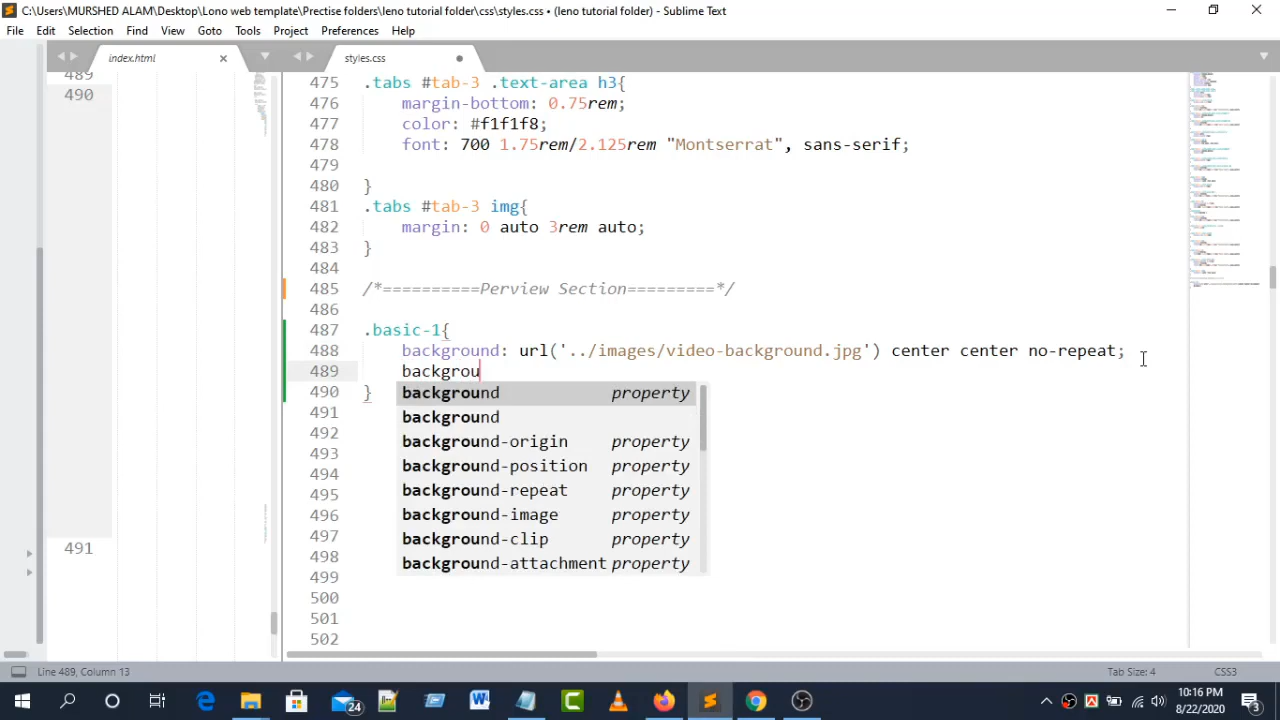 C:\Users\MURSHED ALAM\Desktop\Lono web template\Prectise folders\leno tutorial folder\css\styles.css • (leno tutorial folder) - Sublime Text
File Edit Selection Find View Goto Tools Project Preferences Help
index.html
styles.css
489
490
491
475 .tabs #tab-3 .text-area h3{
476 margin-bottom: 0.75rem;
477 color: #f1f1f8;
478 font: 700 1.75rem/2.125rem "Montserrat", sans-serif;
479
480 }
481 .tabs #tab-3 img{
482 margin: 0 auto 3rem auto;
483 }
484
485 /*==========Perview Section=========*/
486
487 .basic-1{
488 background: url('../images/video-background.jpg') center center no-repeat;
489 backgrou
490 }
491
492
493
494
495
496
497
498
499
500
501
502
background property
background
background-origin property
background-position property
background-repeat property
background-image property
background-clip property
background-attachment property
Line 489, Column 13
Tab Size: 4
CSS3
24
10:16 PM
8/22/2020
3